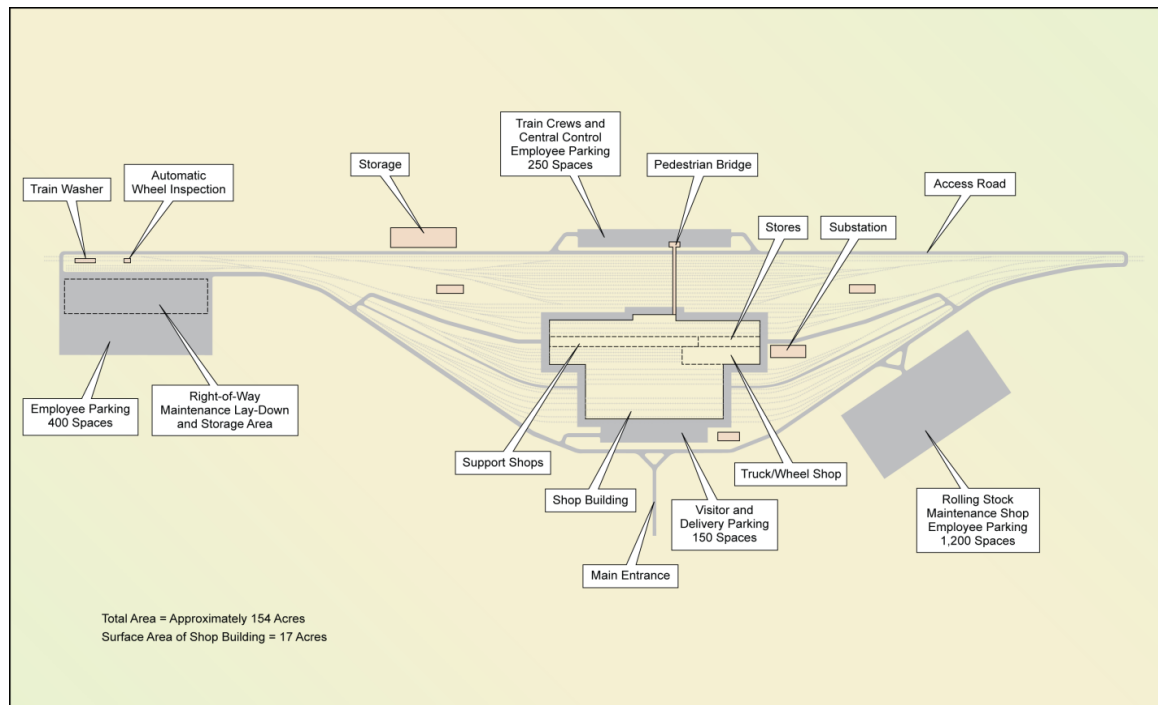 Train Crews and
Central Control
Employee Parking
250 Spaces
Storage
Pedestrian Bridge
Automatic
Wheel Inspection
Train Washer
Access Road
Stores
Substation
Employee Parking
400 Spaces
Right-of-Way
Maintenance Lay-Down
and Storage Area
Support Shops
Truck/Wheel Shop
Shop Building
Visitor and
Delivery Parking
150 Spaces
Rolling Stock
Maintenance Shop
Employee Parking
1,200 Spaces
Main Entrance
Total Area = Approximately 154 Acres
Surface Area of Shop Building = 17 Acres